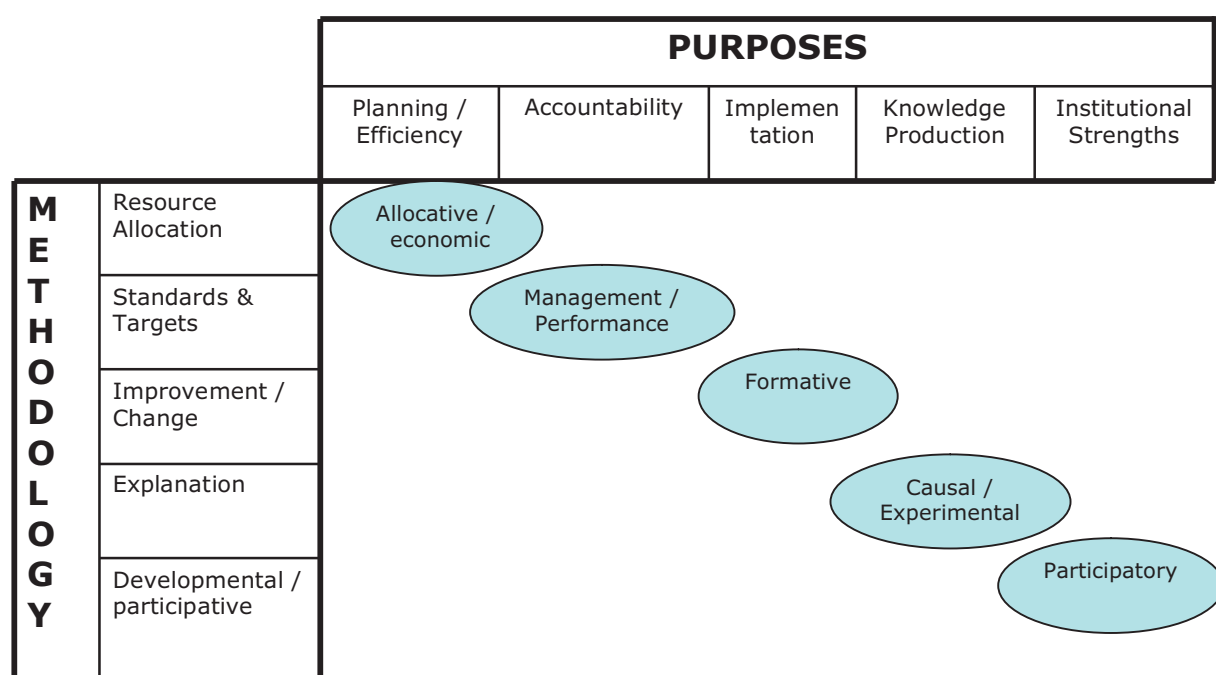 PURPOSES
Planning /
Efficiency
Accountability
Implemen
tation
Knowledge
Production
Institutional
Strengths
M
E
T
H
O
D
O
L
O
G
Y
Resource
Allocation
Allocative /
economic
Standards &
Targets
Management /
Performance
Improvement /
Change
Formative
Explanation
Causal /
Experimental
Developmental /
participative
Participatory